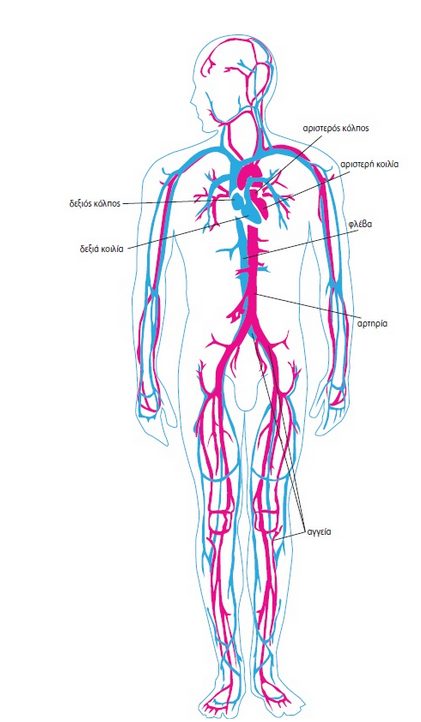 αριστερός κόλπος
αριστερή κοιλία
δεξιός κόλπος
φλέβα
δεξιά κοιλία
αρτηρία
αγγεία